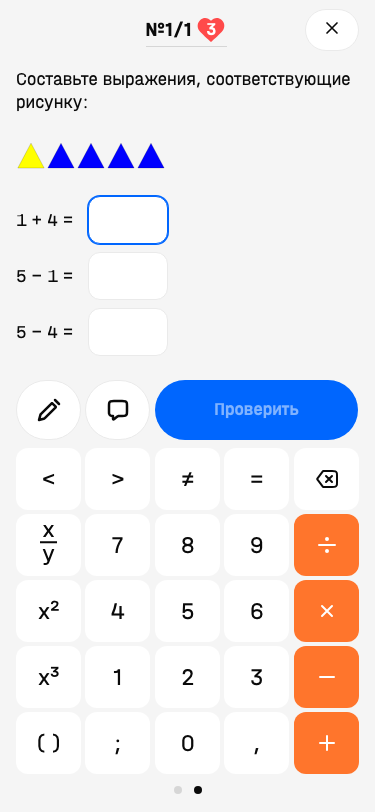 №1/1 3
Составьте выражения, соответствующие
рисунку:
1 + 4 =
5 − 1 =
5 − 4 =
Проверить
< > ≠ =
x/y 7 8 9 ÷
x² 4 5 6 ×
x³ 1 2 3 −
( ) ; 0 , +